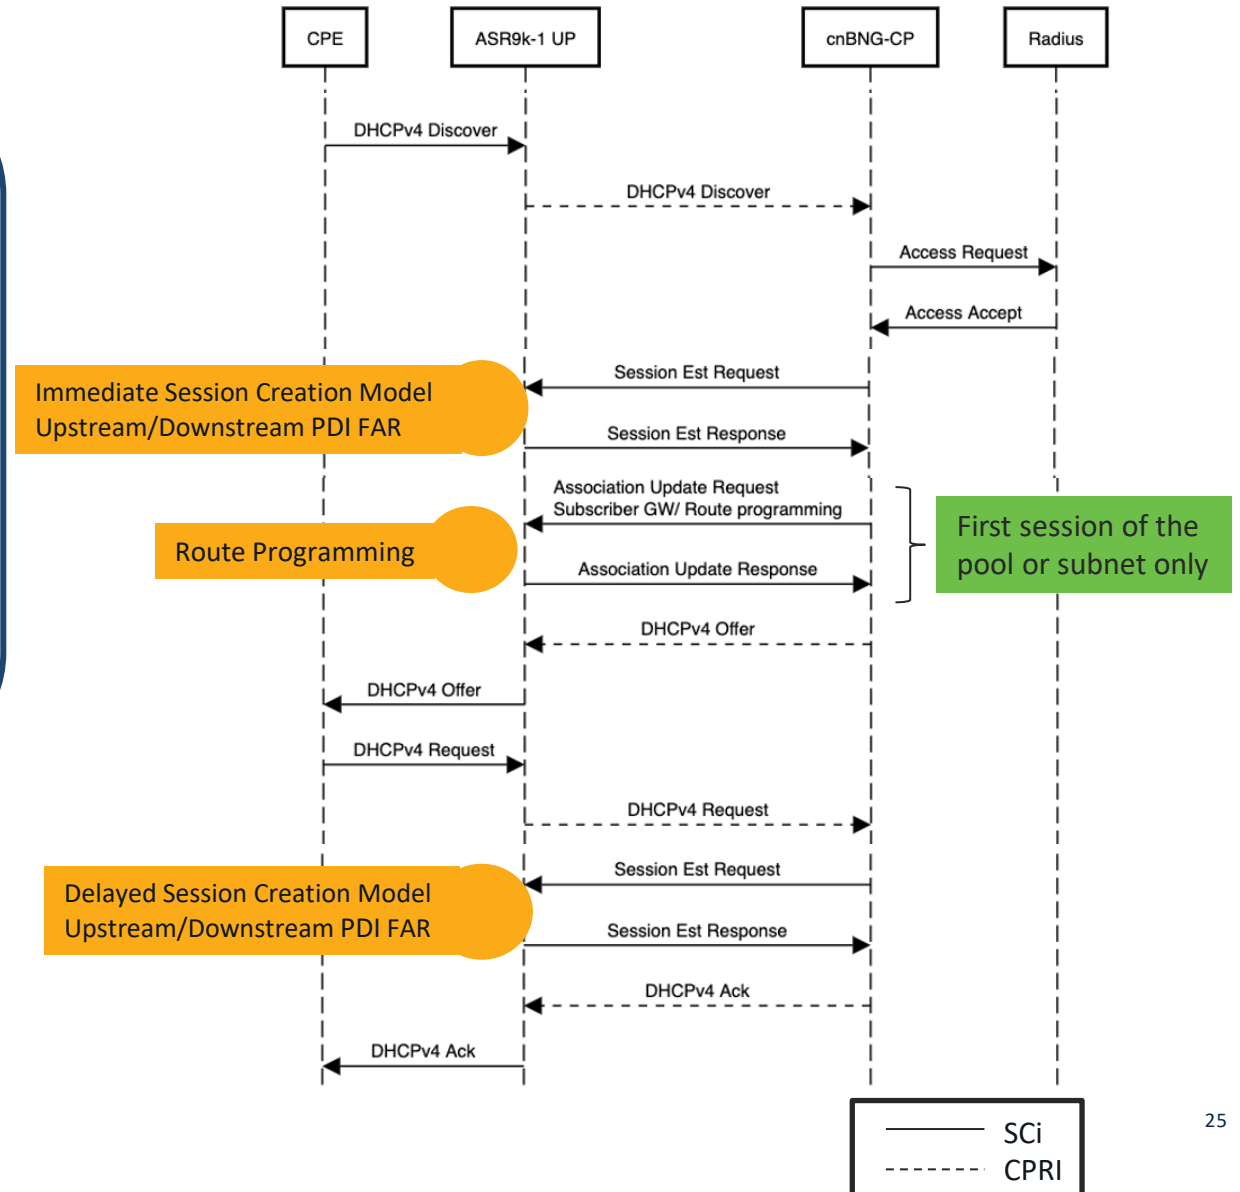 CPE
ASR9k-1 UP
cnBNG-CP
Radius
DHCPv4 Discover
DHCPv4 Discover
Access Request
Access Accept
Session Est Request
Immediate Session Creation Model
Upstream/Downstream PDI FAR
Session Est Response
Association Update Request
Subscriber GW/ Route programming
First session of the
pool or subnet only
Route Programming
Association Update Response
DHCPv4 Offer
DHCPv4 Offer
DHCPv4 Request
DHCPv4 Request
Session Est Request
Delayed Session Creation Model
Upstream/Downstream PDI FAR
Session Est Response
DHCPv4 Ack
DHCPv4 Ack
SCi
CPRI
25